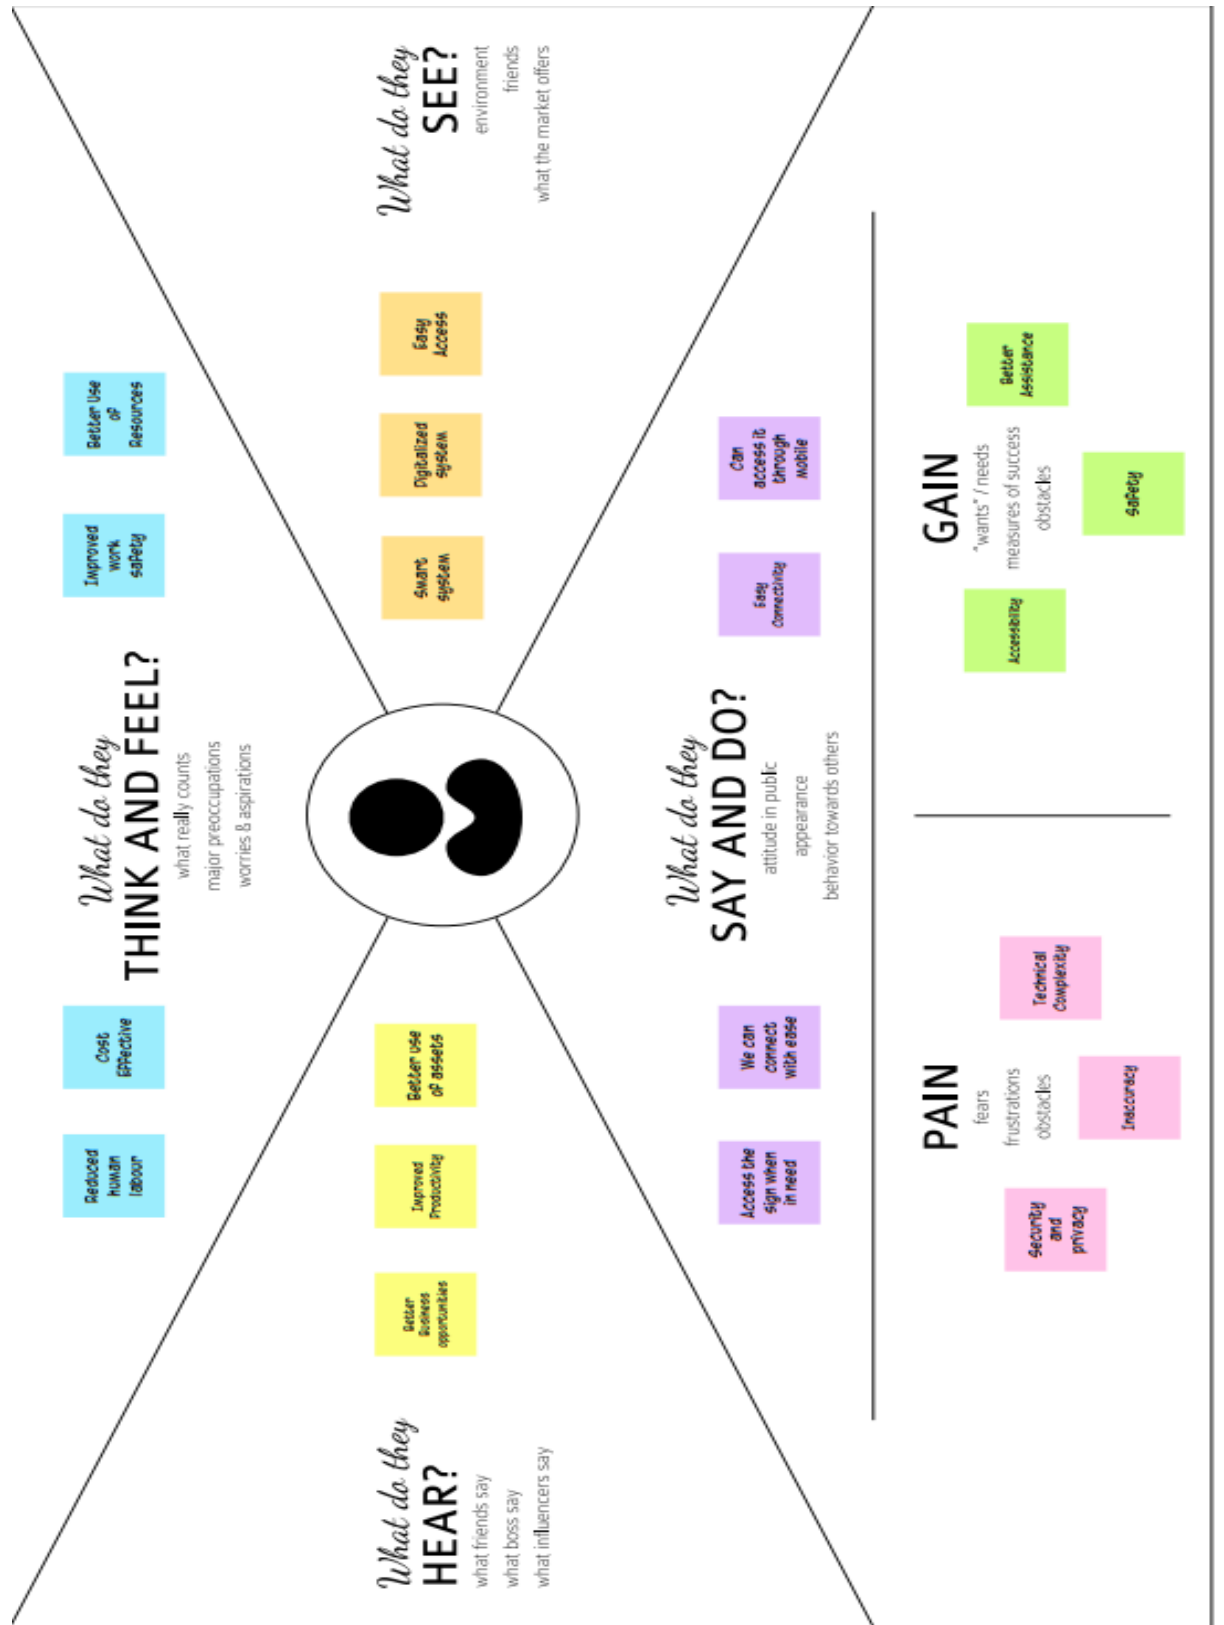 What do they
THINK AND FEEL?
what really counts
major preoccupations
worries & aspirations
Reduced
human
labour
Cost
Effective
Improved
work
safety
Better Use
of
Resources
What do they
HEAR?
what friends say
what boss say
what influencers say
Better
Business
opportunities
Improved
Productivity
Better use
of assets
Smart
system
Digitalized
system
Easy
Access
What do they
SEE?
environment
friends
what the market offers
What do they
SAY AND DO?
attitude in public
appearance
behavior towards others
Access the
sign when
in need
We can
connect
with ease
Easy
Connectivity
Can
access it
through
mobile
PAIN
fears
frustrations
obstacles
Security
and
privacy
Inaccuracy
Technical
Complexity
GAIN
"wants" / needs
measures of success
obstacles
Accessibility
Safety
Better
Assistance